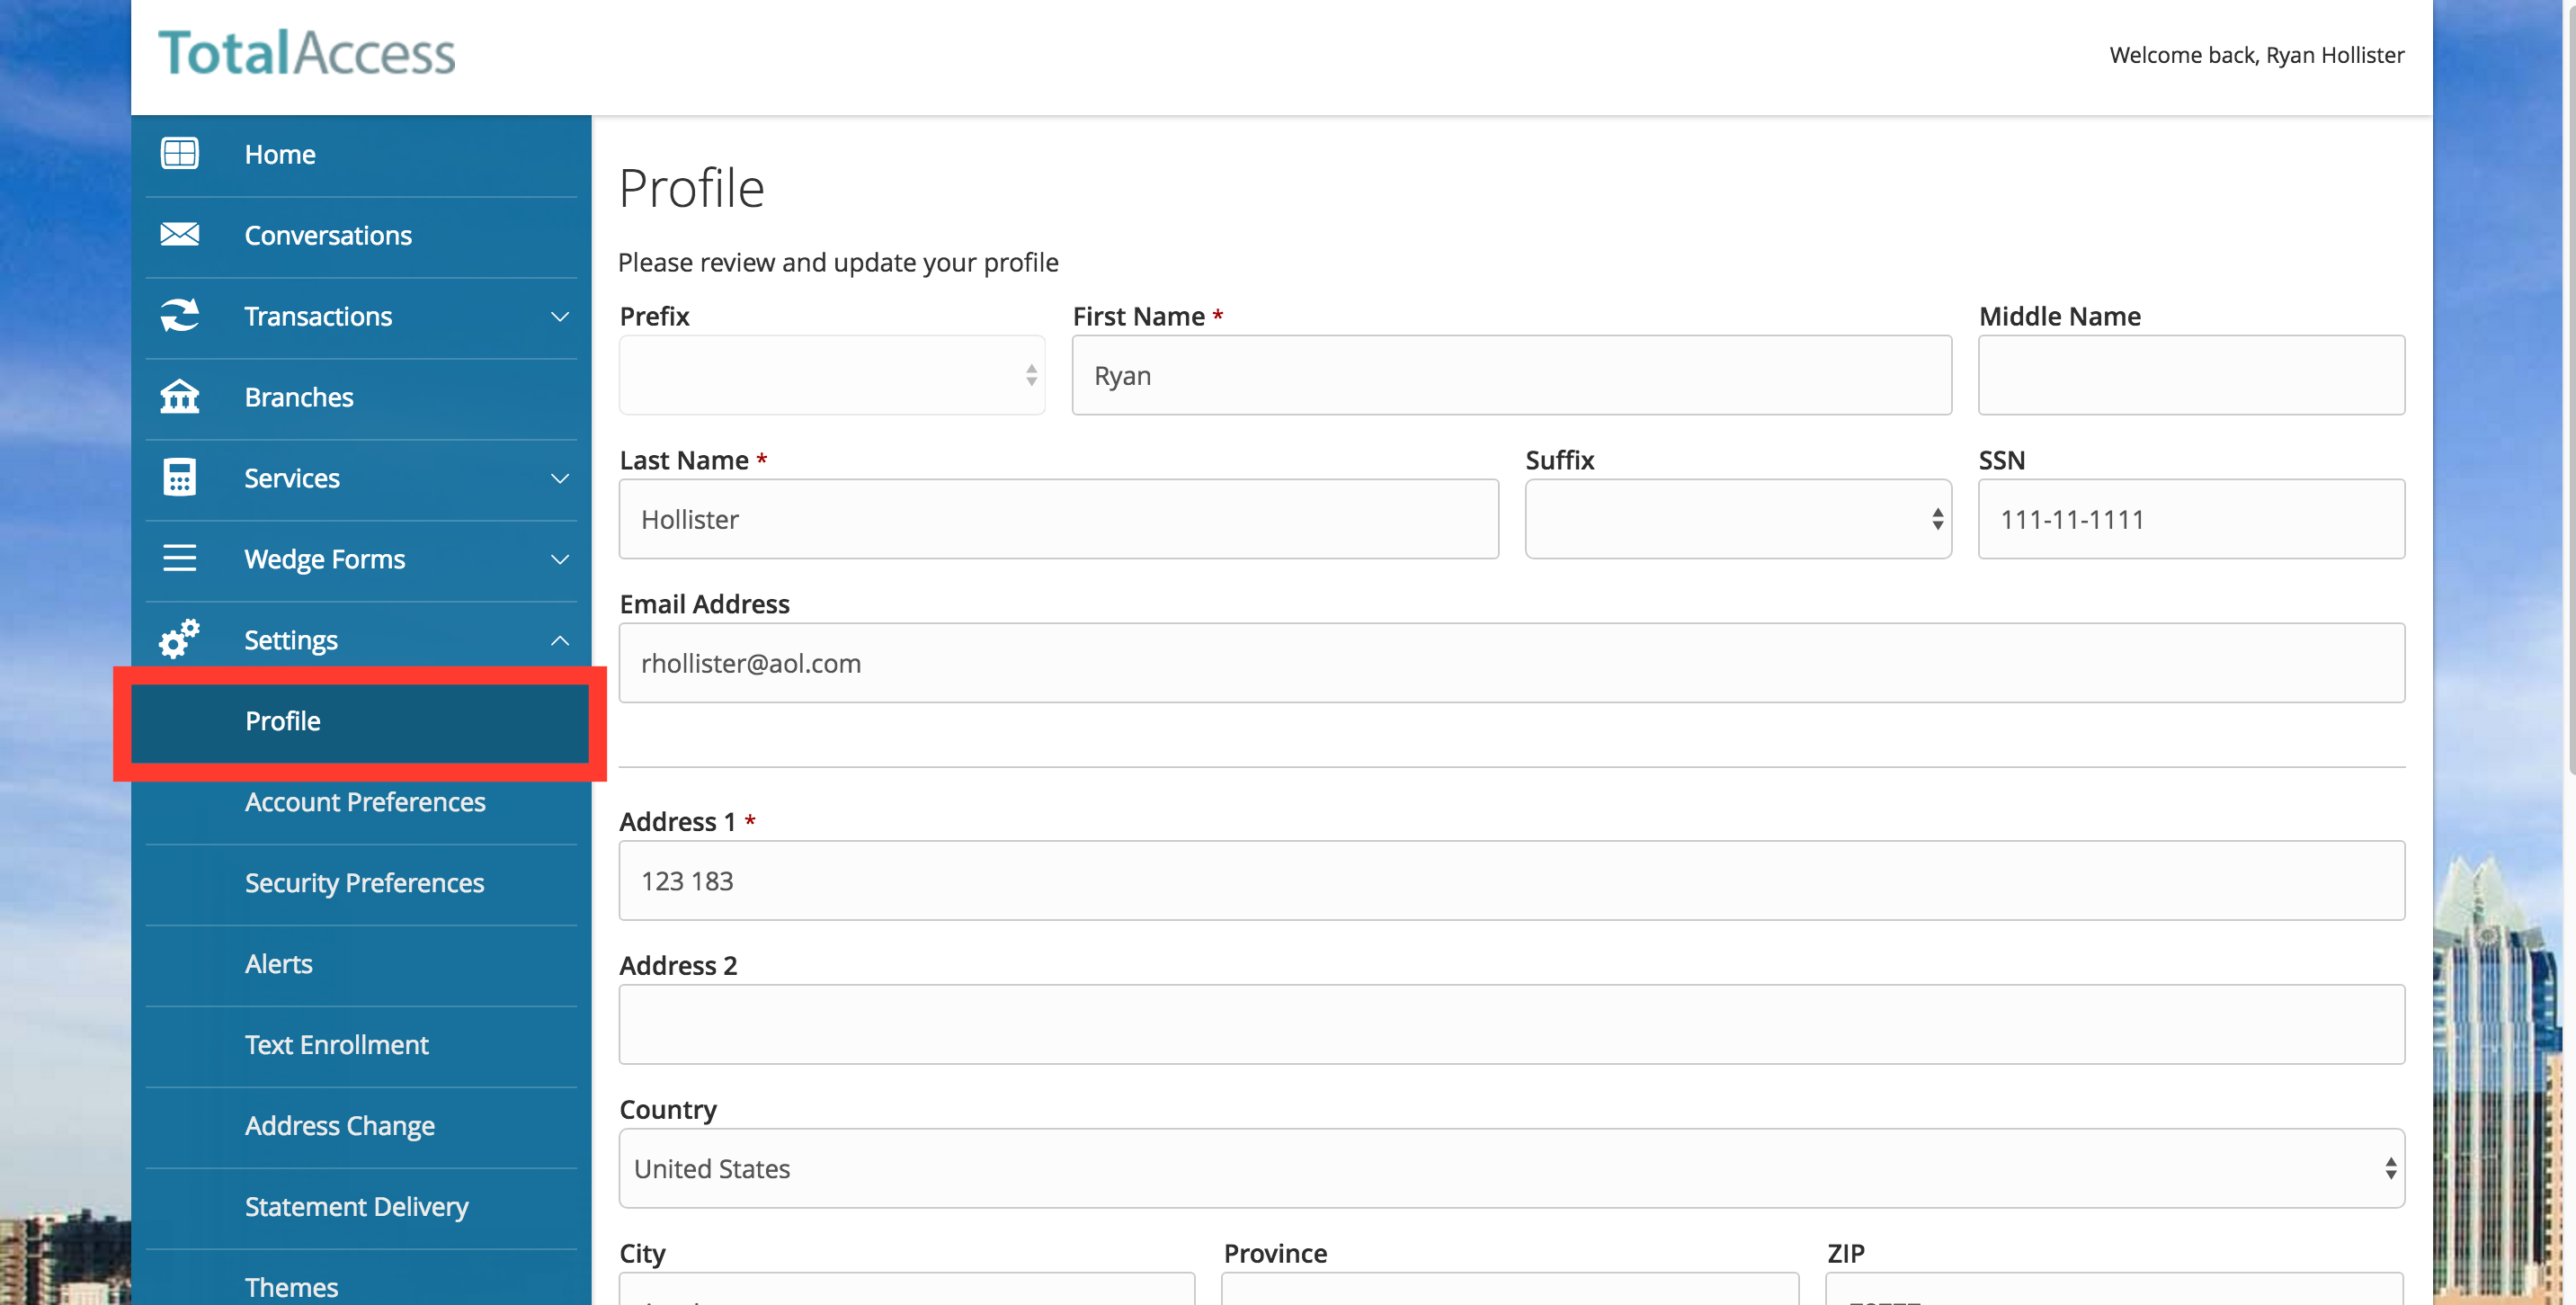 TotalAccess
Welcome back, Ryan Hollister
Home
Conversations
Transactions
Branches
Services
Wedge Forms
Settings
Profile
Account Preferences
Security Preferences
Alerts
Text Enrollment
Address Change
Statement Delivery
Themes
Profile
Please review and update your profile
Prefix
First Name *
Middle Name
Ryan
Last Name *
Suffix
SSN
Hollister
111-11-1111
Email Address
rhollister@aol.com
Address 1 *
123 183
Address 2
Country
United States
City
Province
ZIP